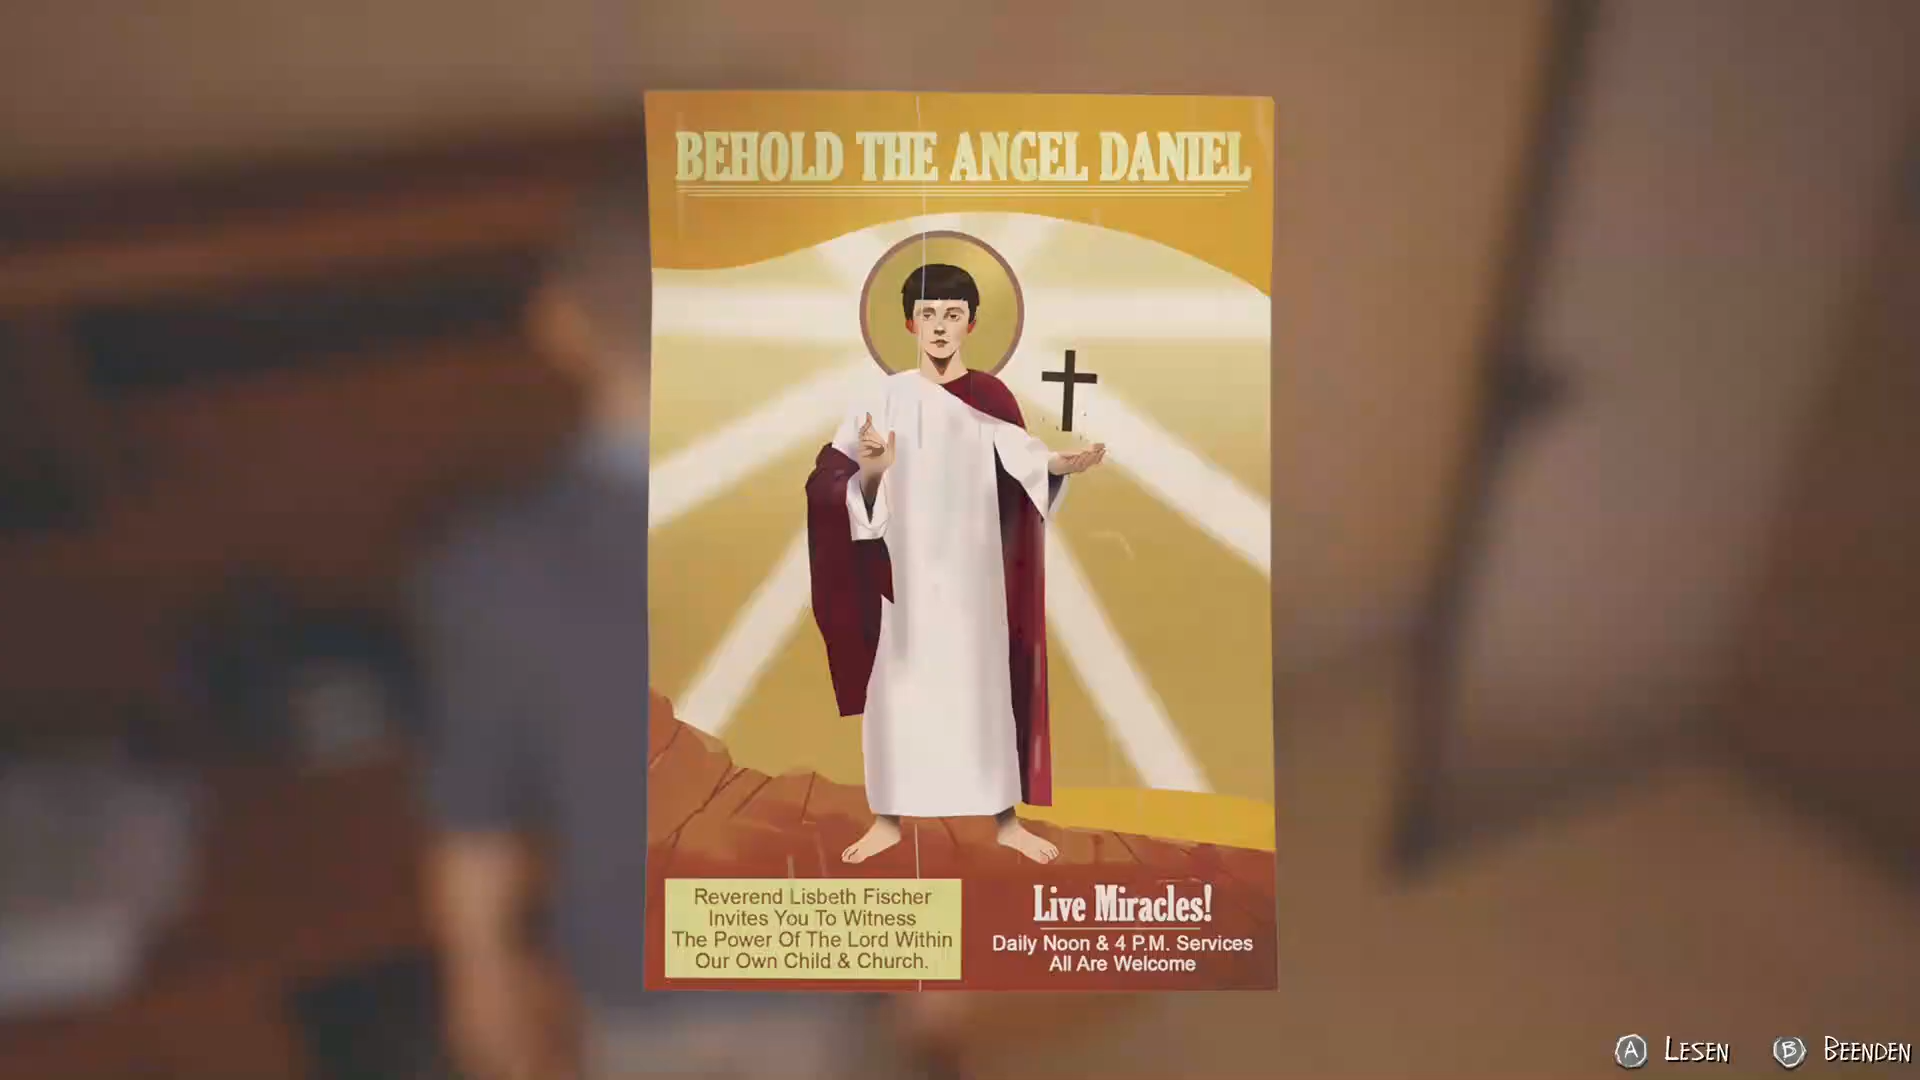 BEHOLD THE ANGEL DANIEL
Reverend Lisbeth Fischer
Invites You To Witness
The Power Of The Lord Within
Our Own Child & Church.
Live Miracles!
Daily Noon & 4 P.M. Services
All Are Welcome
A LESEN B BEENDEN